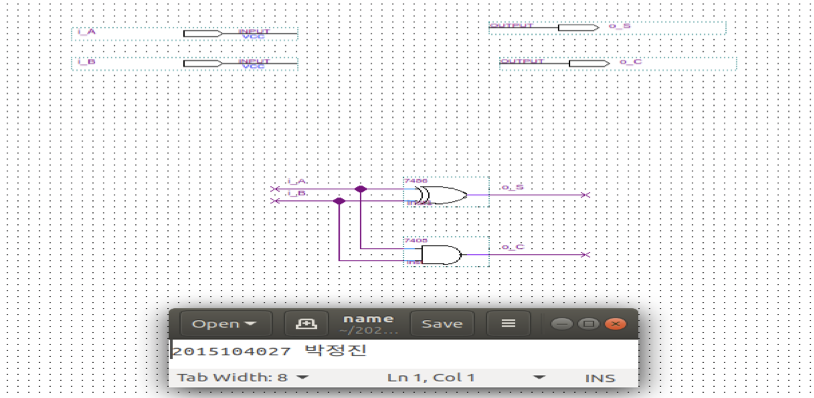 i_A INPUT VCC
OUTPUT o_S
i_B INPUT VCC
OUTPUT o_C
7486
i_A
i_B
o_S
7408
o_C
Open
name
~/202...
Save
2015104027 박정진
Tab Width: 8
Ln 1, Col 1
INS